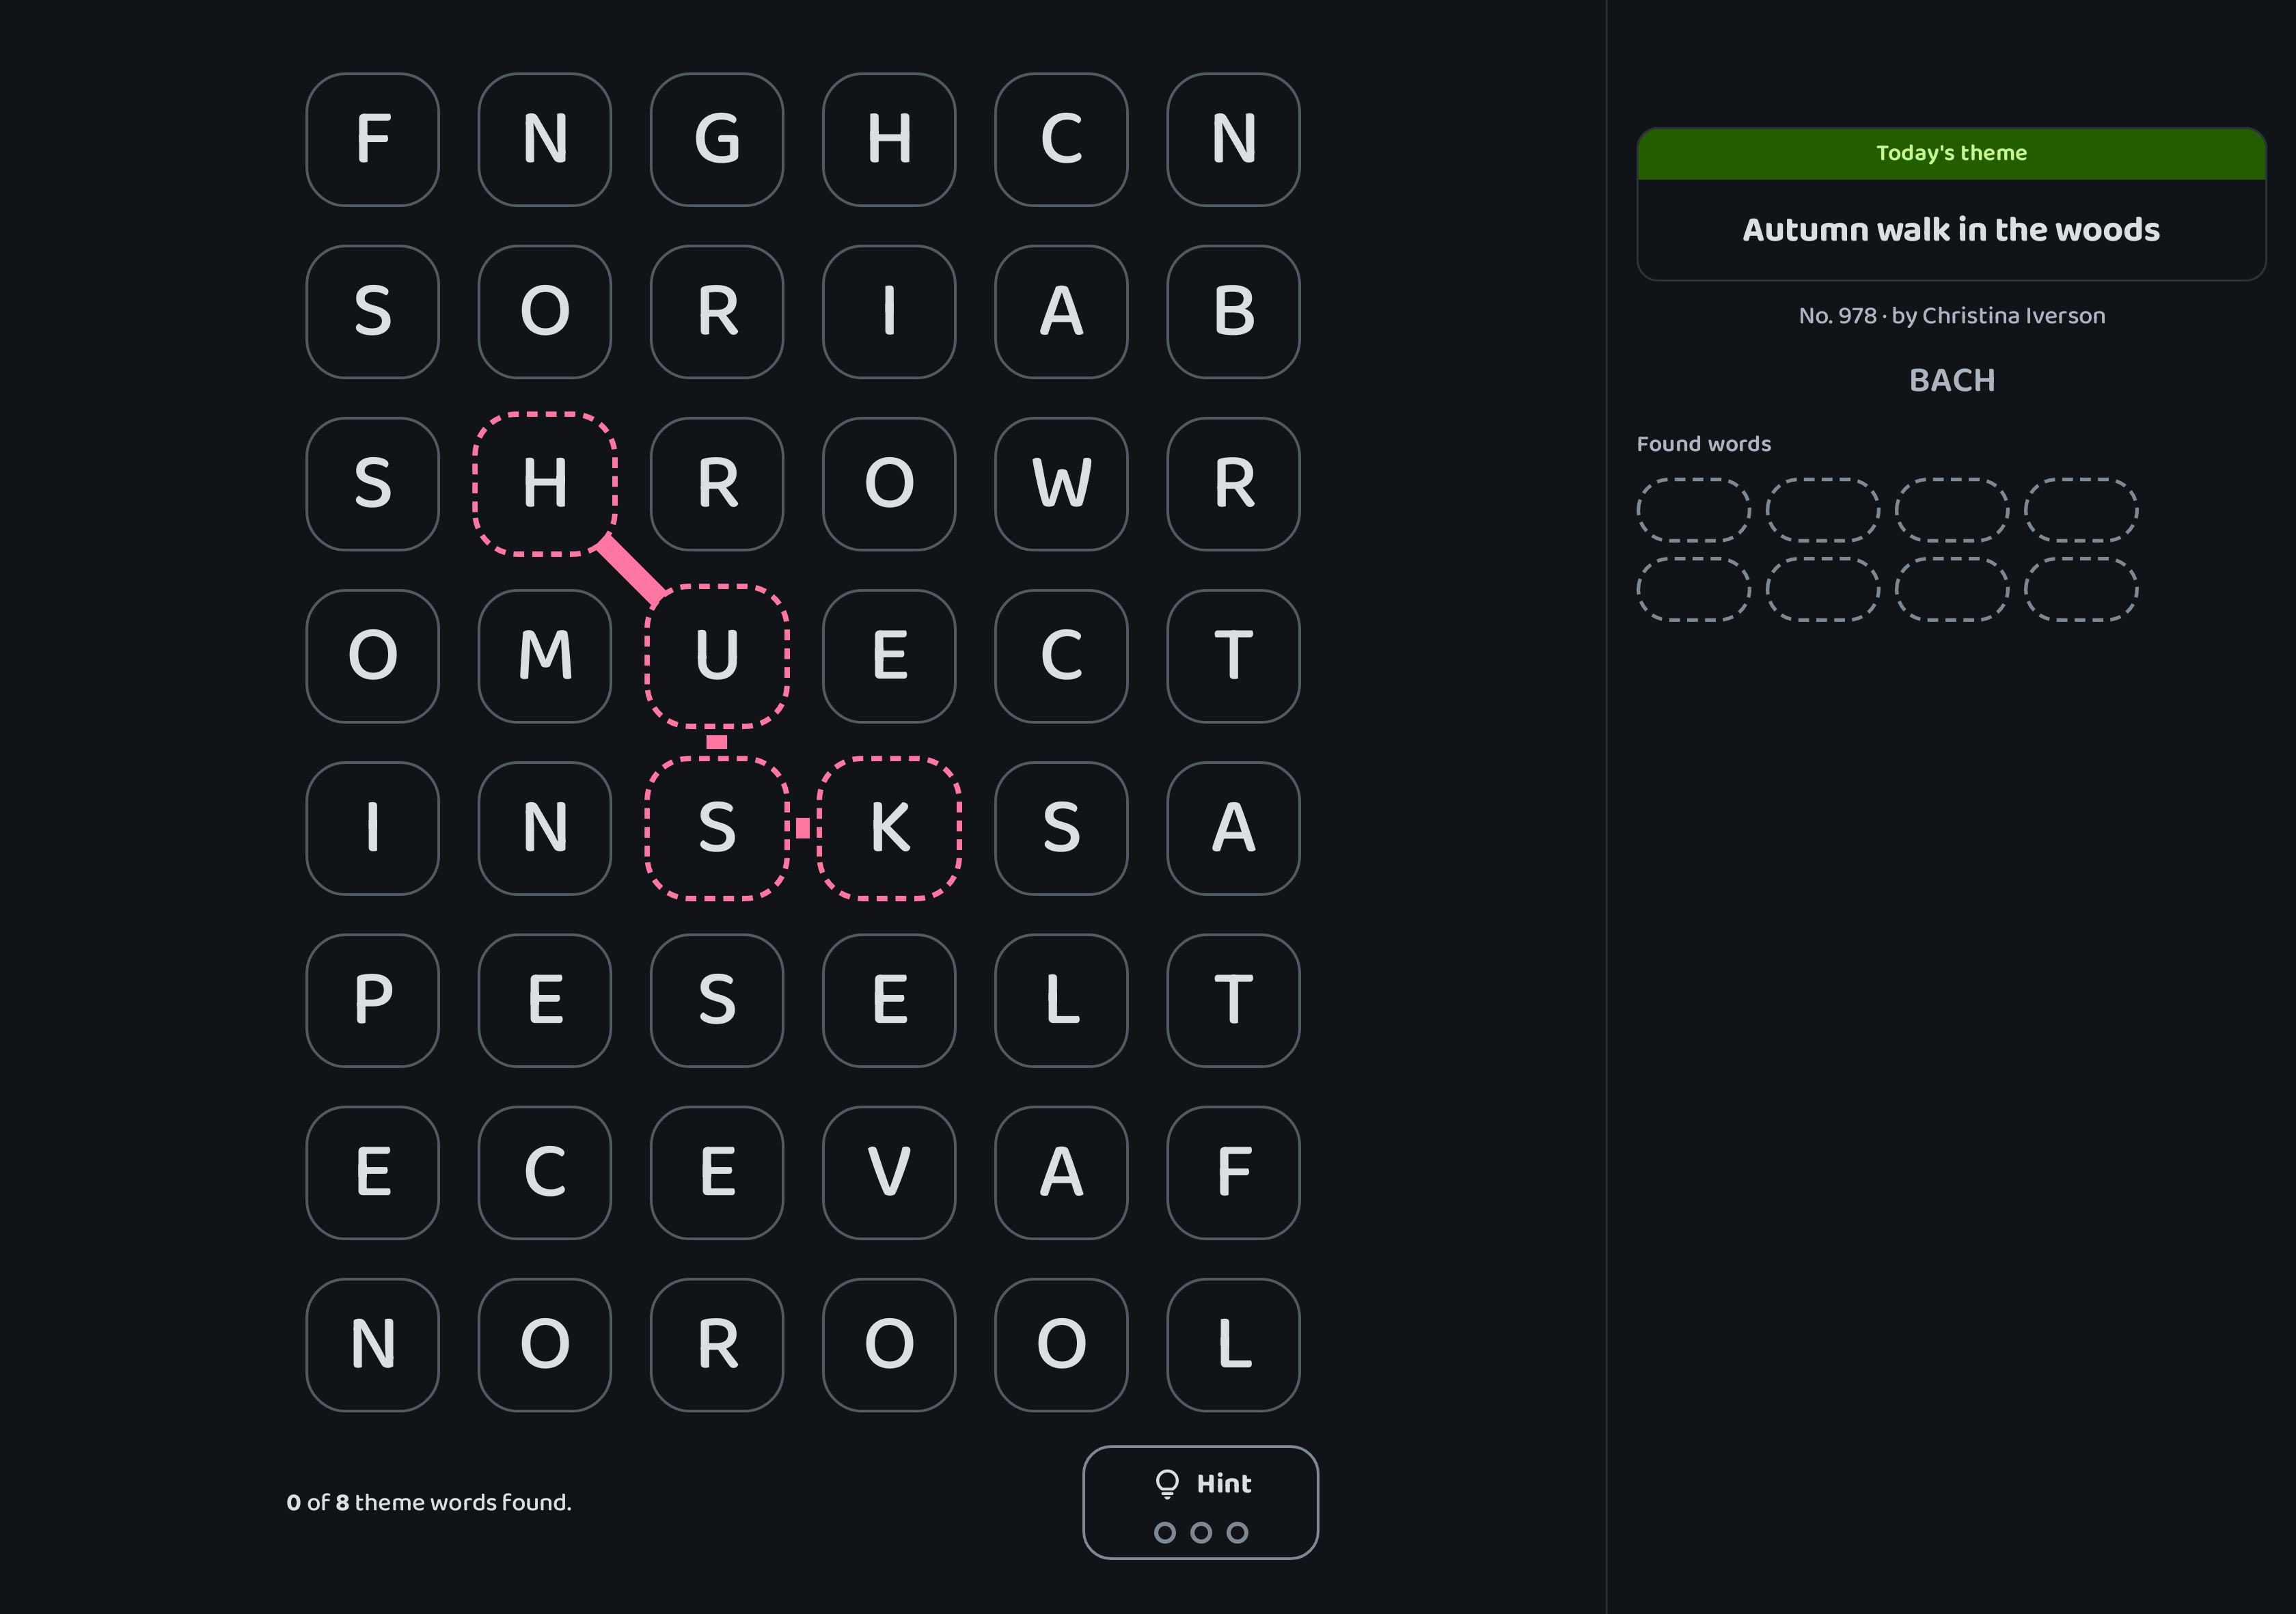 F N G H C N
S O R I A B
S H R O W R
O M U E C T
I N S K S A
P E S E L T
E C E V A F
N O R O O L
0 of 8 theme words found.
Hint
Today's theme
Autumn walk in the woods
No. 978 · by Christina Iverson
BACH
Found words